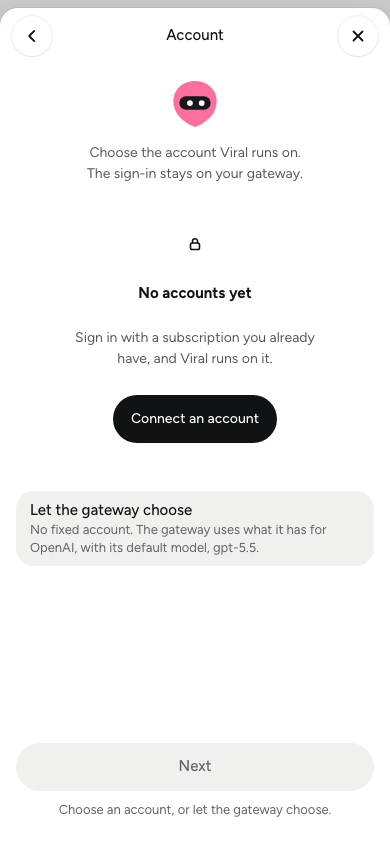 Account
Choose the account Viral runs on.
The sign-in stays on your gateway.
No accounts yet
Sign in with a subscription you already
have, and Viral runs on it.
Connect an account
Let the gateway choose
No fixed account. The gateway uses what it has for
OpenAI, with its default model, gpt-5.5.
Next
Choose an account, or let the gateway choose.